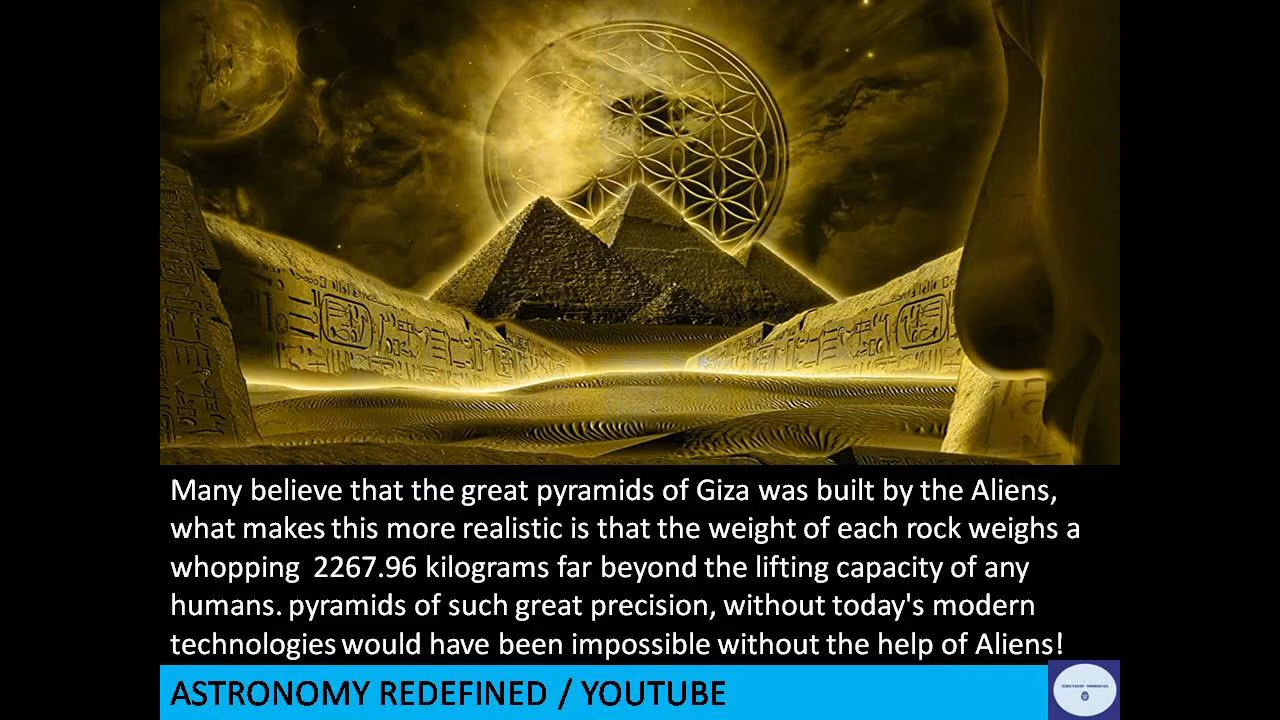 Many believe that the great pyramids of Giza was built by the Aliens,
what makes this more realistic is that the weight of each rock weighs a
whopping  2267.96 kilograms far beyond the lifting capacity of any
humans. pyramids of such great precision, without today's modern
technologies would have been impossible without the help of Aliens!
ASTRONOMY REDEFINED / YOUTUBE